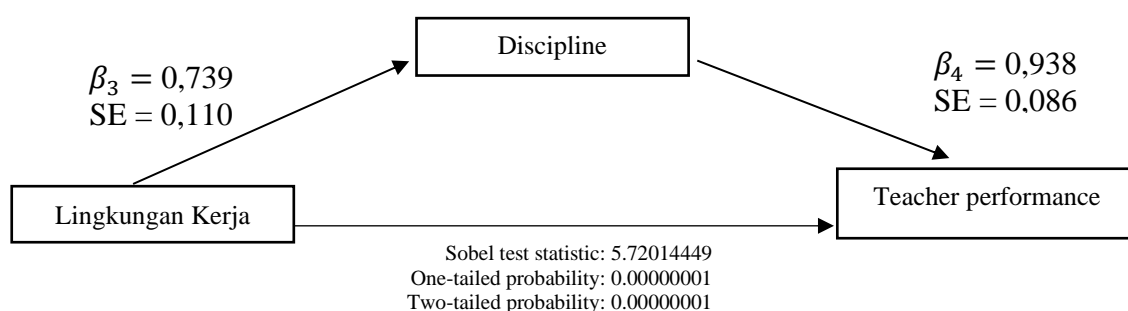 Discipline
β₃ = 0,739
SE = 0,110
β₄ = 0,938
SE = 0,086
Lingkungan Kerja
Teacher performance
Sobel test statistic: 5.72014449
One-tailed probability: 0.00000001
Two-tailed probability: 0.00000001